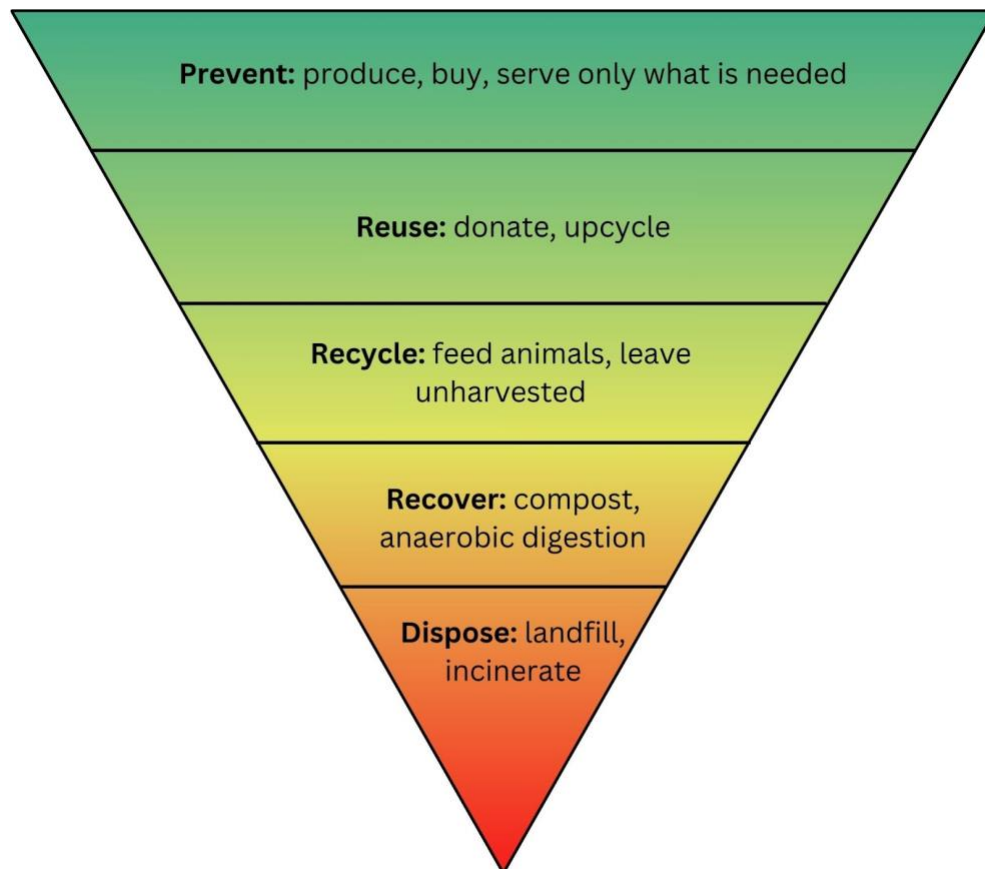 Prevent: produce, buy, serve only what is needed
Reuse: donate, upcycle
Recycle: feed animals, leave
unharvested
Recover: compost,
anaerobic digestion
Dispose: landfill,
incinerate